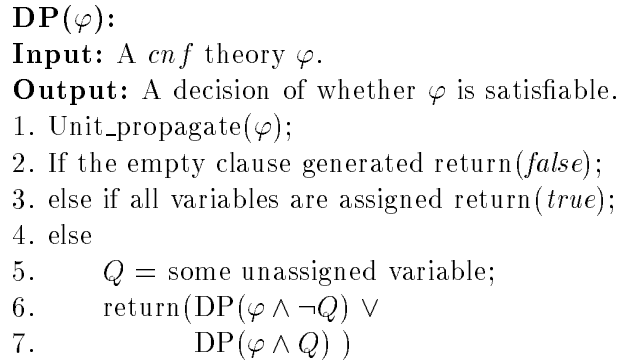 DP(φ):
Input: A cnf theory φ.
Output: A decision of whether φ is satisfiable.
1. Unit_propagate(φ);
2. If the empty clause generated return(false);
3. else if all variables are assigned return(true);
4. else
5. Q = some unassigned variable;
6. return(DP(φ ∧ ¬Q) ∨
7. DP(φ ∧ Q) )